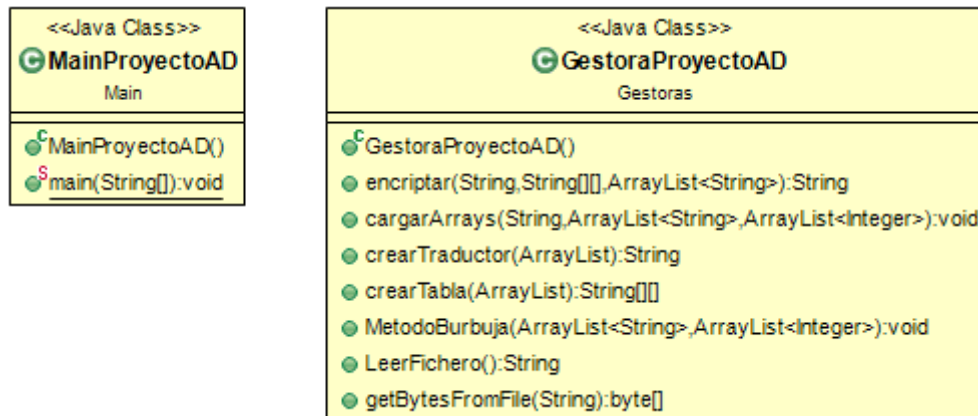 <<Java Class>>
MainProyectoAD
Main
MainProyectoAD()
main(String[]):void
<<Java Class>>
GestoraProyectoAD
Gestoras
GestoraProyectoAD()
encriptar(String,String[][],ArrayList<String>):String
cargarArrays(String,ArrayList<String>,ArrayList<Integer>):void
crearTraductor(ArrayList):String
crearTabla(ArrayList):String[][]
MetodoBurbuja(ArrayList<String>,ArrayList<Integer>):void
LeerFichero():String
getBytesFromFile(String):byte[]